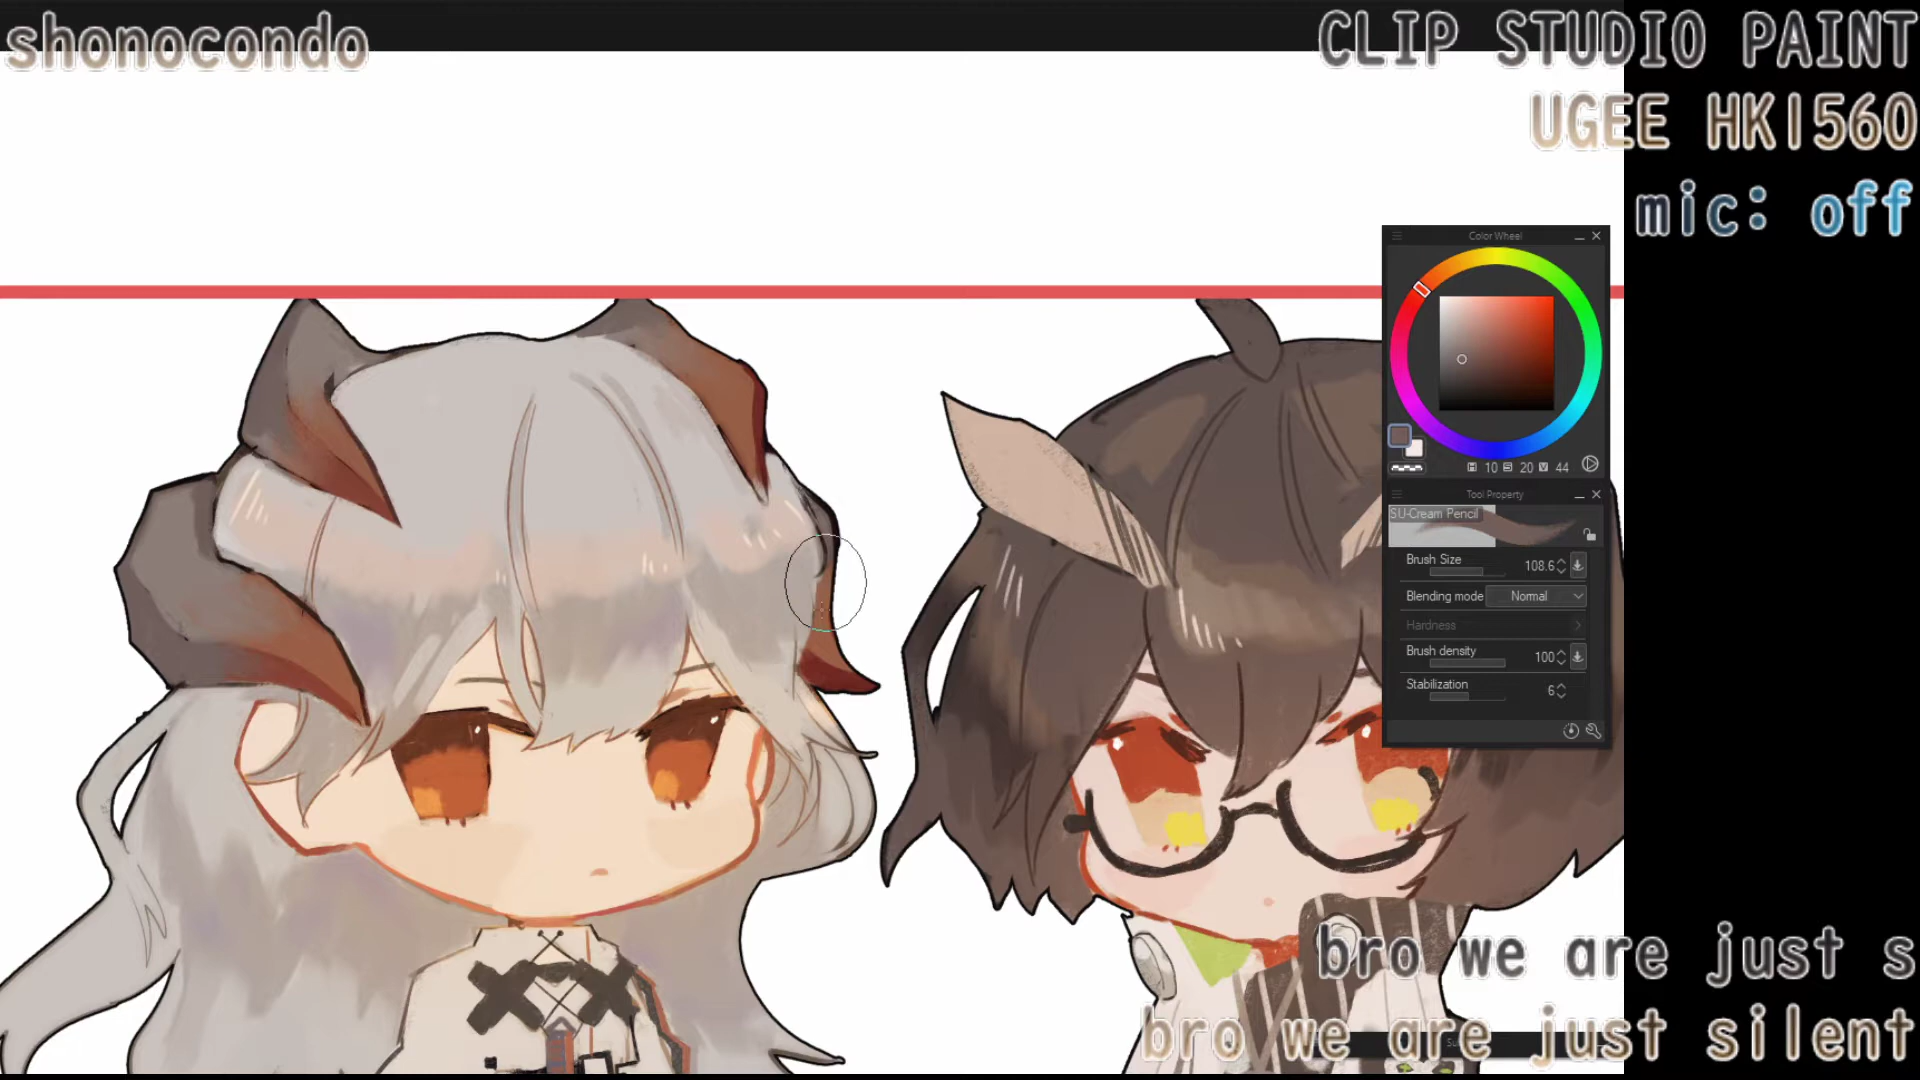 shonocondo
CLIP STUDIO PAINT
UGEE HK1560
mic: off
Color Wheel
H 10 S 20 V 44
Tool Property
SU-Cream Pencil
Brush Size 108.6
Blending mode Normal
Hardness
Brush density 100
Stabilization 6
bro we are just s
bro we are just silent